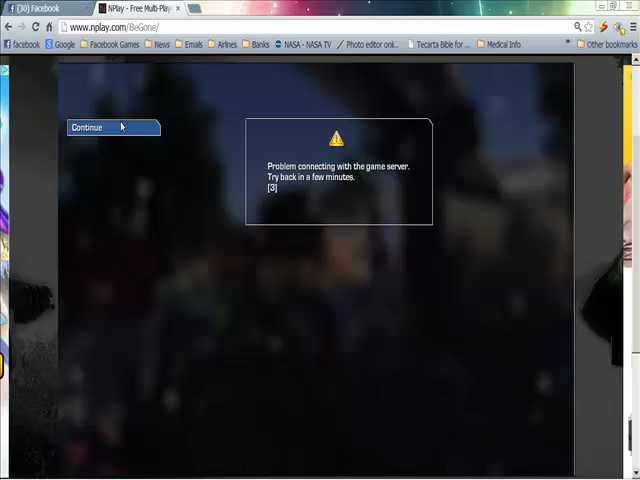 (30) Facebook
NPlay - Free Multi-Play
www.nplay.com/BeGone/
facebook
Google
Facebook Games
News
Emails
Airlines
Banks
NASA - NASA TV
Photo editor onli...
Tecarta Bible for ...
Medical Info
»
Other bookmarks
Continue
Problem connecting with the game server.
Try back in a few minutes.
[3]